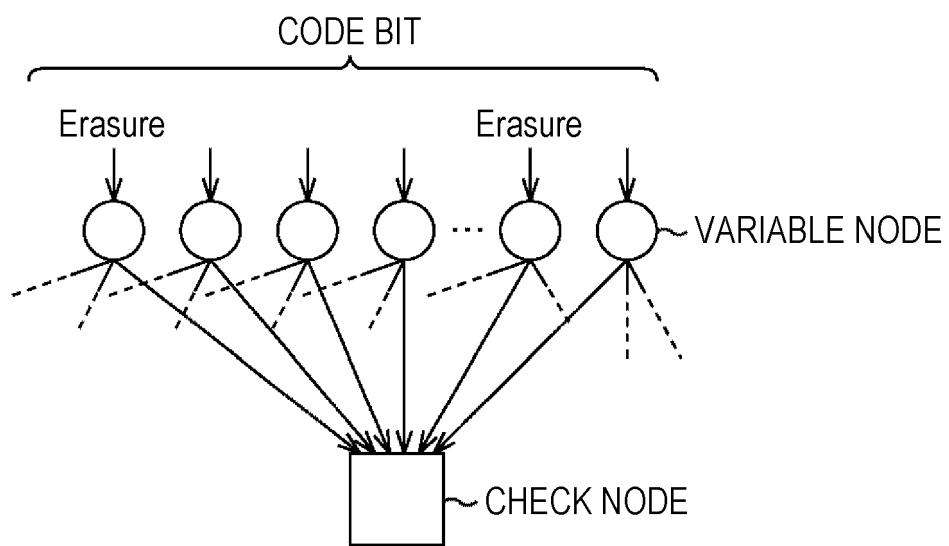 CODE BIT
Erasure
Erasure
...
VARIABLE NODE
CHECK NODE